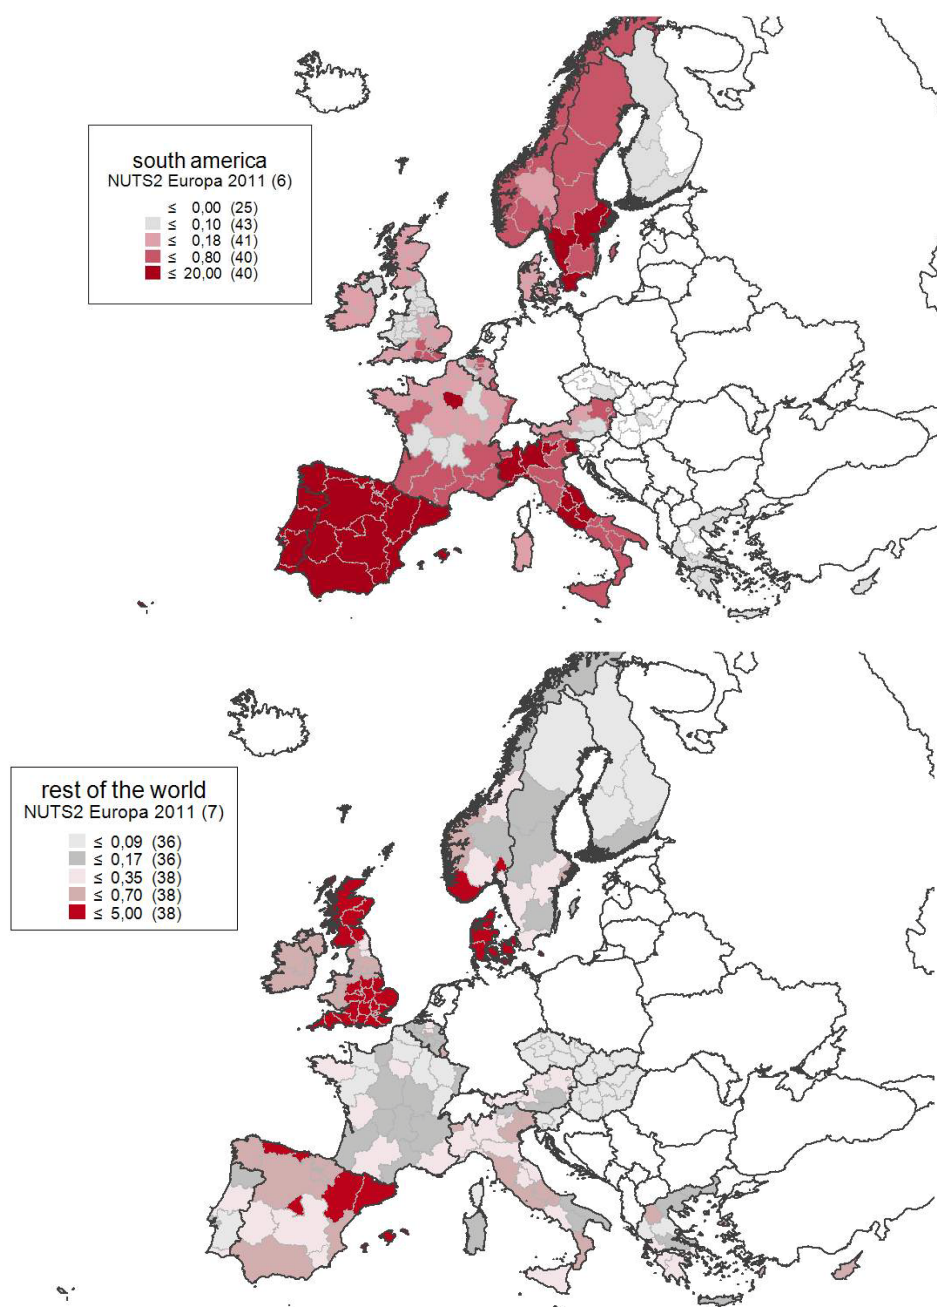 south america
NUTS2 Europa 2011 (6)
≤ 0,00 (25)
≤ 0,10 (43)
≤ 0,18 (41)
≤ 0,80 (40)
≤ 20,00 (40)
rest of the world
NUTS2 Europa 2011 (7)
≤ 0,09 (36)
≤ 0,17 (36)
≤ 0,35 (38)
≤ 0,70 (38)
≤ 5,00 (38)